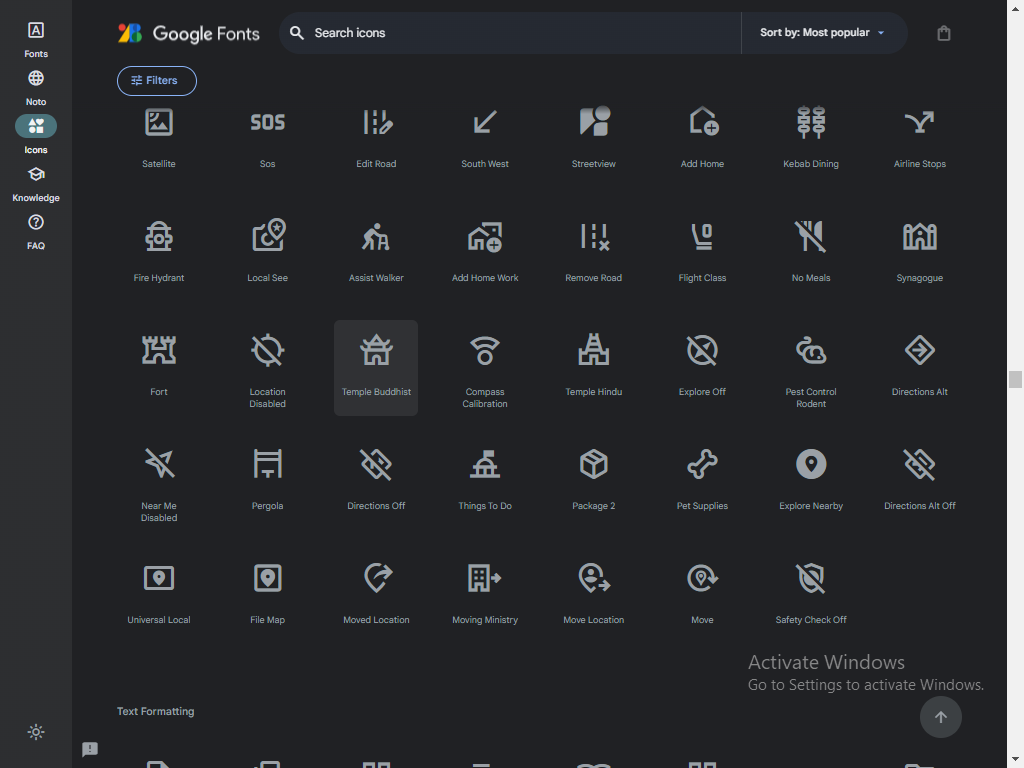 Google Fonts
Search icons
Sort by: Most popular
Fonts
Noto
Icons
Knowledge
FAQ
Filters
SOS
Satellite
Sos
Edit Road
South West
Streetview
Add Home
Kebab Dining
Airline Stops
Fire Hydrant
Local See
Assist Walker
Add Home Work
Remove Road
Flight Class
No Meals
Synagogue
Fort
Location
Disabled
Temple Buddhist
Compass
Calibration
Temple Hindu
Explore Off
Pest Control
Rodent
Directions Alt
Near Me
Disabled
Pergola
Directions Off
Things To Do
Package 2
Pet Supplies
Explore Nearby
Directions Alt Off
Universal Local
File Map
Moved Location
Moving Ministry
Move Location
Move
Safety Check Off
Activate Windows
Go to Settings to activate Windows.
Text Formatting